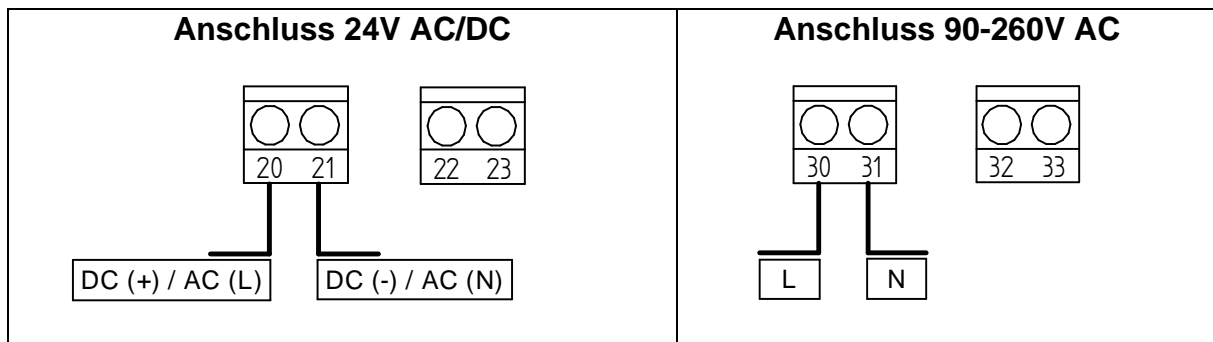 Anschluss 24V AC/DC
20 21
22 23
DC (+) / AC (L)
DC (-) / AC (N)
Anschluss 90-260V AC
30 31
32 33
L
N